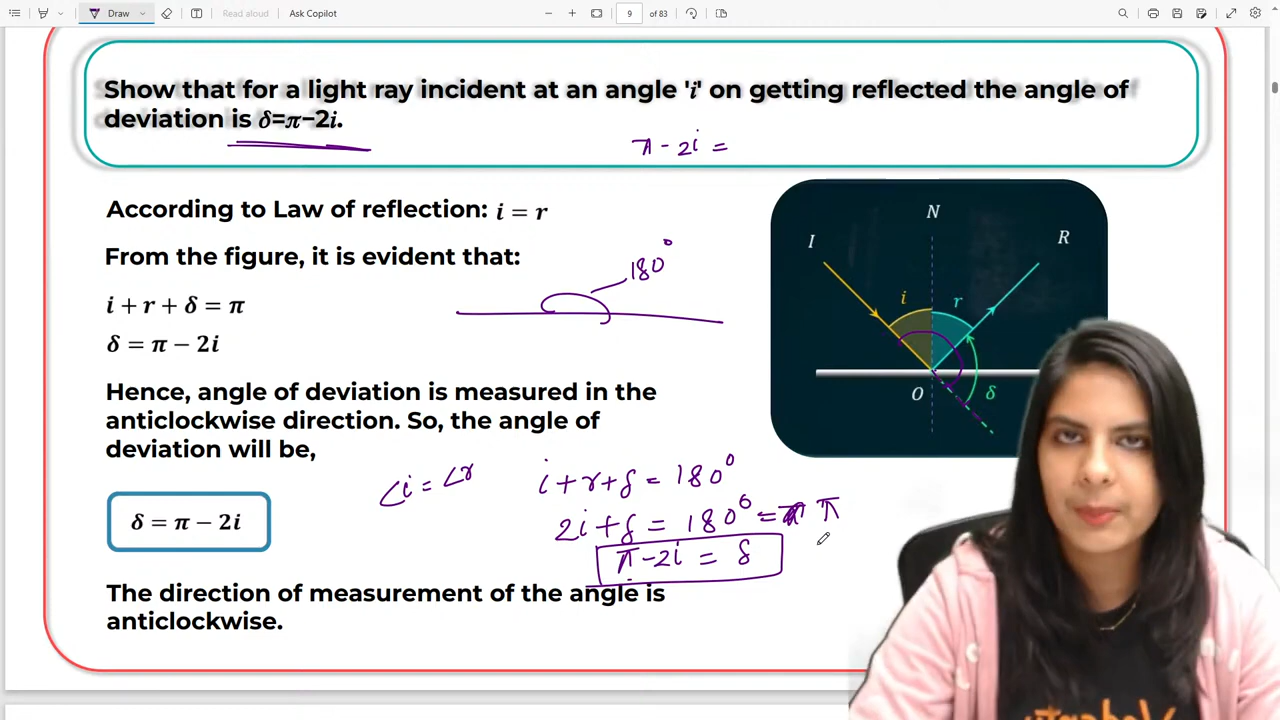 Draw
Read aloud
Ask Copilot
9 of 83
Show that for a light ray incident at an angle 'i' on getting reflected the angle of
deviation is δ=π−2i.
π - 2i =
According to Law of reflection: i = r
From the figure, it is evident that:
180°
i + r + δ = π
δ = π − 2i
N
I
R
i
r
O
δ
Hence, angle of deviation is measured in the
anticlockwise direction. So, the angle of
deviation will be,
∠i = ∠r
i + r + δ = 180°
2i + δ = 180° = π
π - 2i = δ
δ = π − 2i
The direction of measurement of the angle is
anticlockwise.